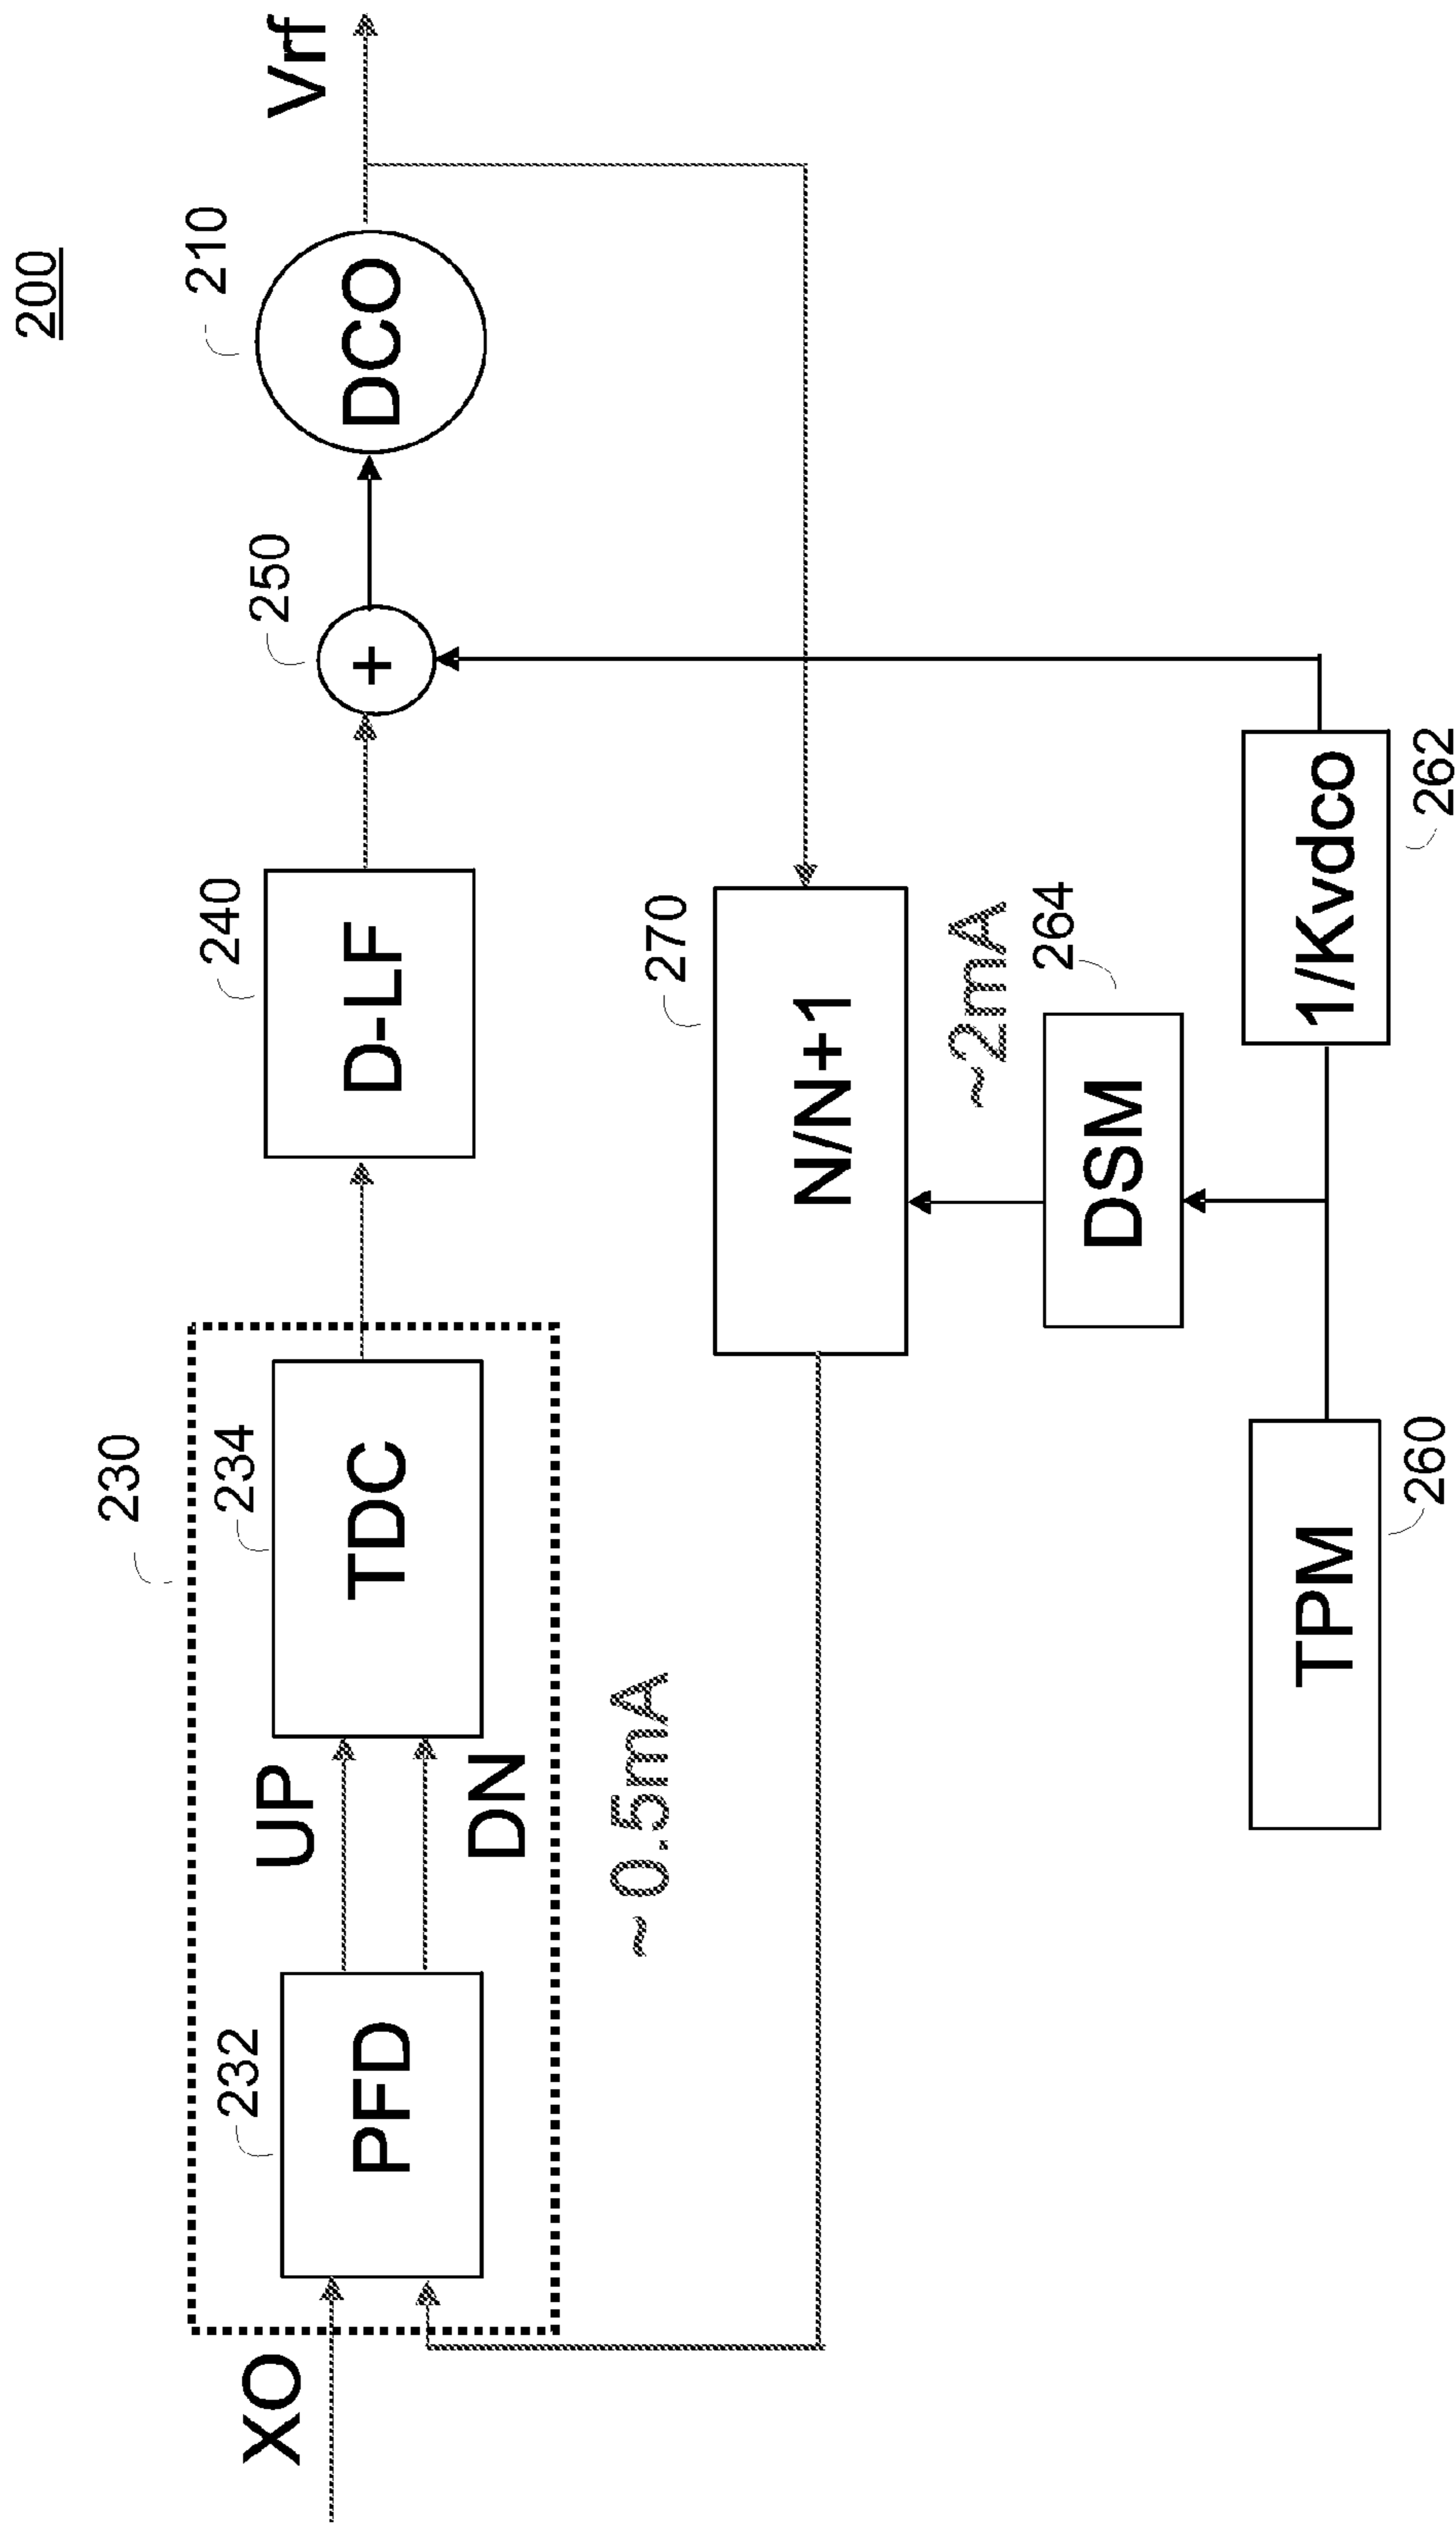 200
Vrf
210
DCO
250
+
240
D-LF
230
234
TDC
UP
DN
232
PFD
XO
~ 0.5mA
270
N/N+1
~2mA
264
DSM
1/Kvdco
262
TPM
260